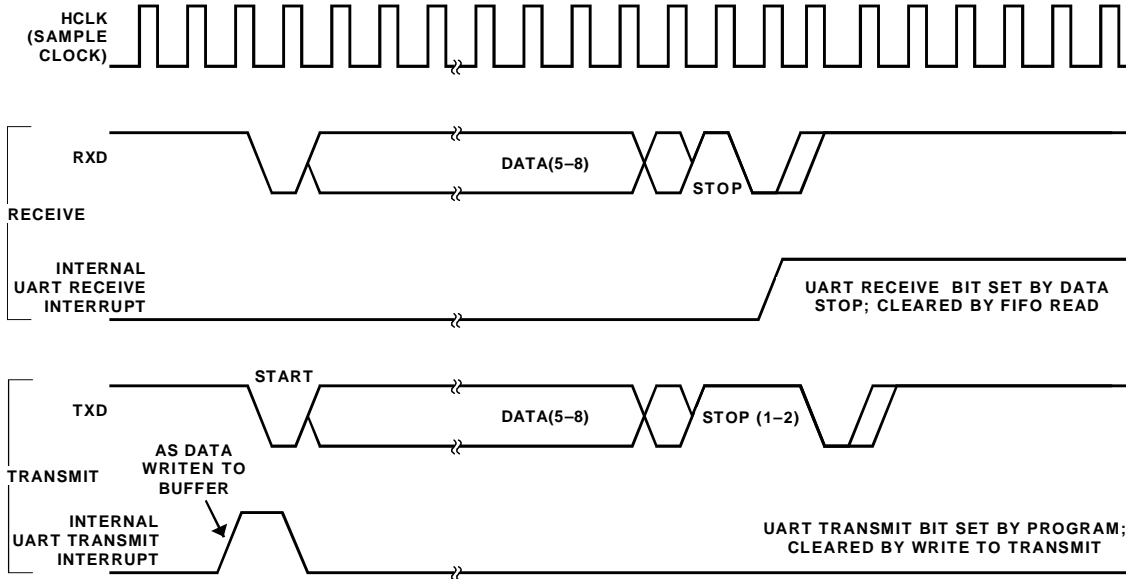 HCLK
(SAMPLE
CLOCK)
RXD
DATA(5–8)
STOP
RECEIVE
INTERNAL
UART RECEIVE
INTERRUPT
UART RECEIVE BIT SET BY DATA
STOP; CLEARED BY FIFO READ
START
TXD
DATA(5–8)
STOP (1–2)
AS DATA
WRITEN TO
BUFFER
TRANSMIT
INTERNAL
UART TRANSMIT
INTERRUPT
UART TRANSMIT BIT SET BY PROGRAM;
CLEARED BY WRITE TO TRANSMIT